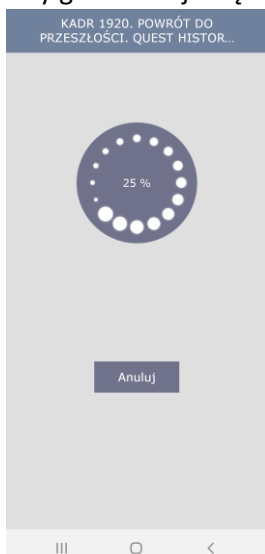 KADR 1920. POWRÓT DO
PRZESZŁOŚCI. QUEST HISTOR...
25 %
Anuluj